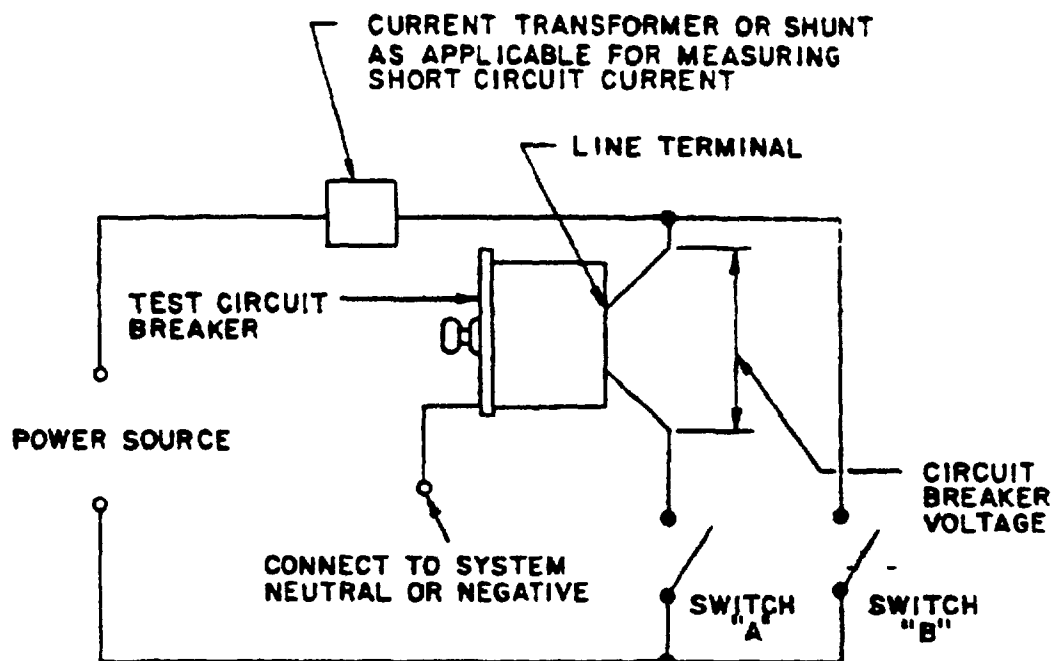 CURRENT TRANSFORMER OR SHUNT
AS APPLICABLE FOR MEASURING
SHORT CIRCUIT CURRENT
LINE TERMINAL
TEST CIRCUIT
BREAKER
POWER SOURCE
CIRCUIT
BREAKER
VOLTAGE
CONNECT TO SYSTEM
NEUTRAL OR NEGATIVE
SWITCH
"A"
SWITCH
"B"